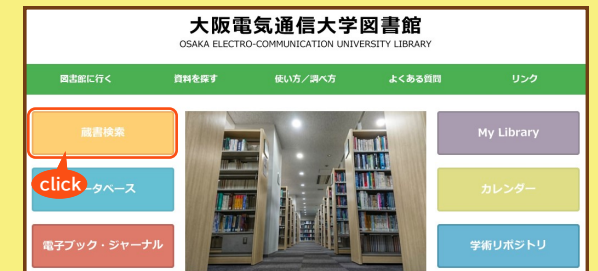 大阪電気通信大学図書館
OSAKA ELECTRO-COMMUNICATION UNIVERSITY LIBRARY
図書館に行く 資料を探す 使い方／調べ方 よくある質問 リンク
蔵書検索
My Library
click
ータベース
カレンダー
電子ブック・ジャーナル
学術リポジトリ